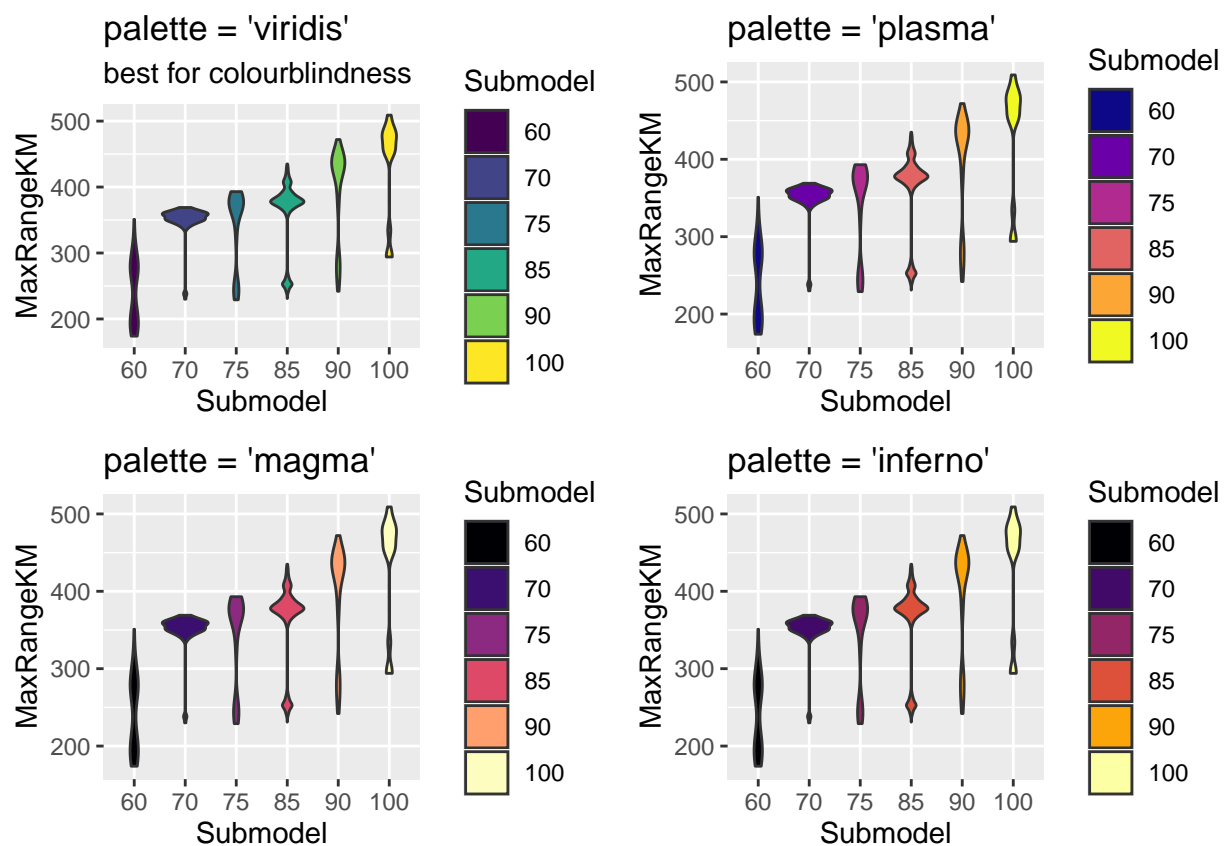 palette = 'viridis'
best for colourblindness
MaxRangeKM
500
400
300
200
60 70 75 85 90 100
Submodel
Submodel
60
70
75
85
90
100
palette = 'plasma'
MaxRangeKM
500
400
300
200
60 70 75 85 90 100
Submodel
Submodel
60
70
75
85
90
100
palette = 'magma'
MaxRangeKM
500
400
300
200
60 70 75 85 90 100
Submodel
Submodel
60
70
75
85
90
100
palette = 'inferno'
MaxRangeKM
500
400
300
200
60 70 75 85 90 100
Submodel
Submodel
60
70
75
85
90
100